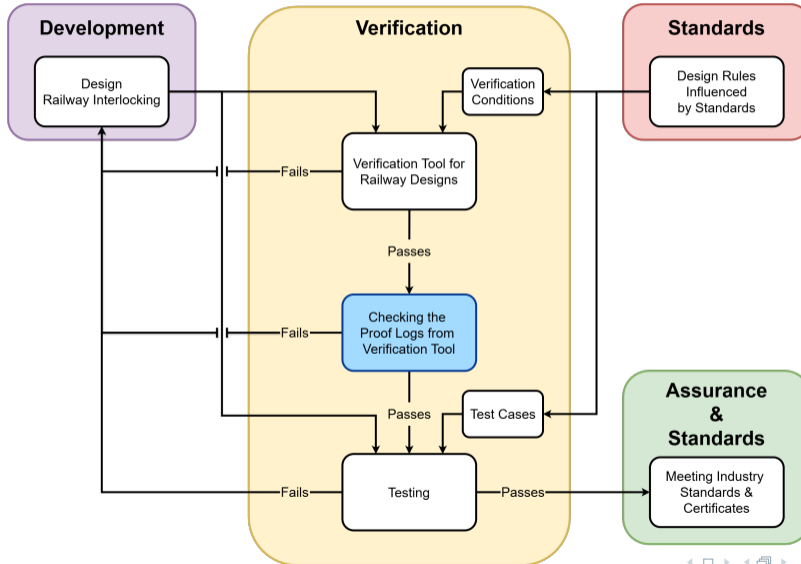 Development
Verification
Standards
Design
Railway Interlocking
Verification
Conditions
Design Rules
Influenced
by Standards
Verification Tool for
Railway Designs
Fails
Passes
Checking the
Proof Logs from
Verification Tool
Fails
Passes
Test Cases
Assurance
&
Standards
Testing
Fails
Passes
Meeting Industry
Standards &
Certificates